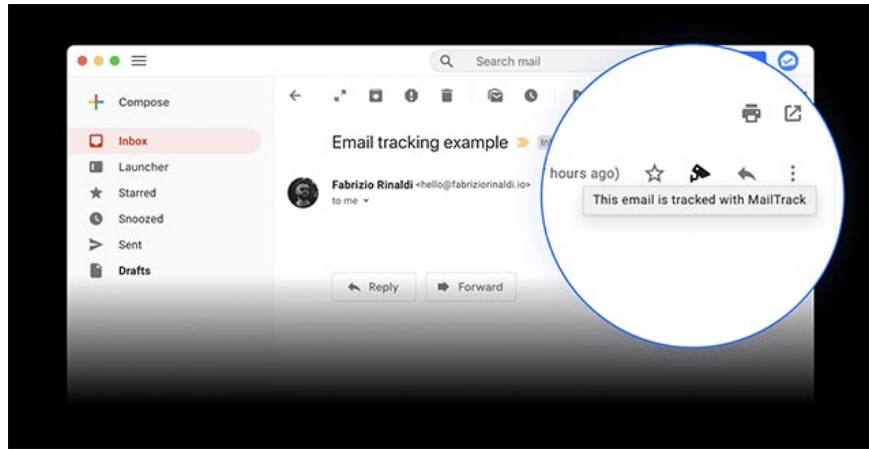 Search mail
Compose
Inbox
Launcher
Starred
Snoozed
Sent
Drafts
Email tracking example
Fabrizio Rinaldi <hello@fabriziorinaldi.io>
to me
hours ago)
This email is tracked with MailTrack
Reply
Forward